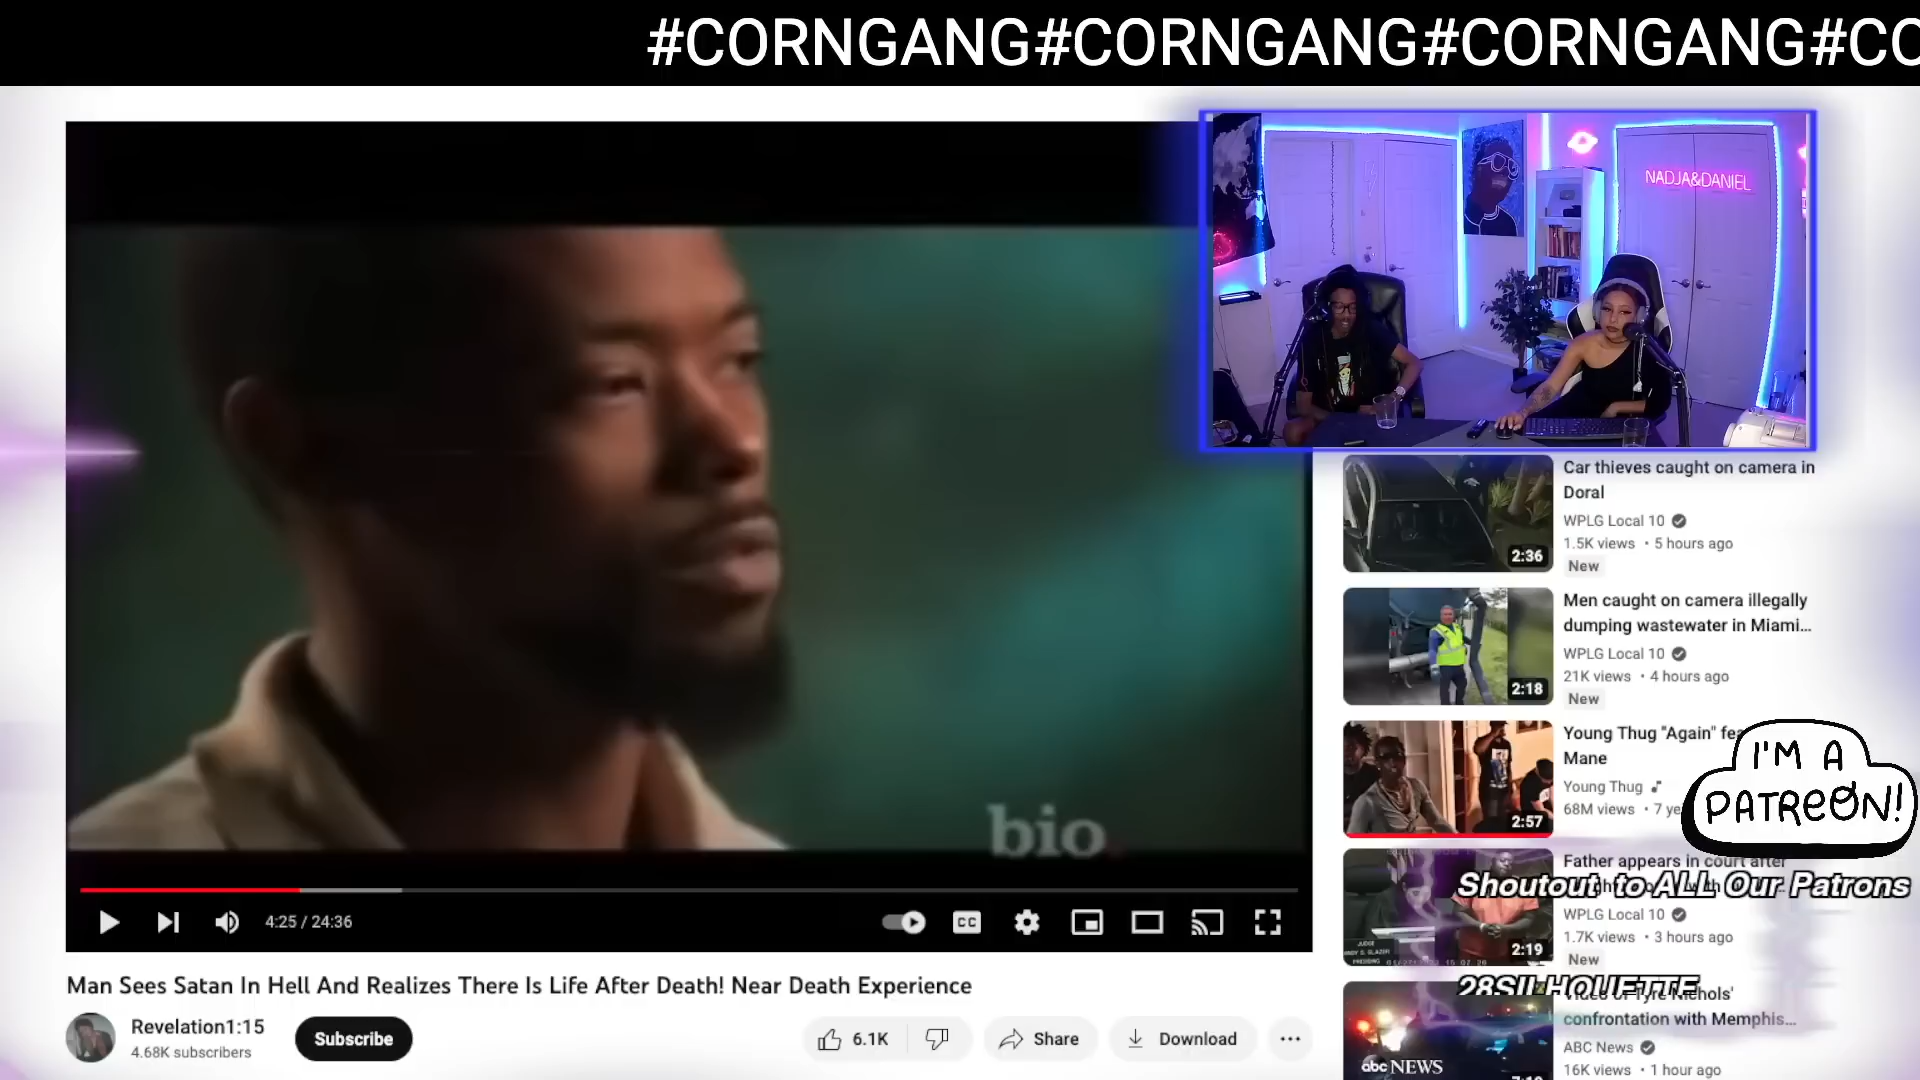 #CORNGANG#CORNGANG#CORNGANG#CO
NADJA&DANIEL
bio.
4:25 / 24:36
CC
Man Sees Satan In Hell And Realizes There Is Life After Death! Near Death Experience
Revelation1:15
4.68K subscribers
Subscribe
6.1K
Share
Download
Car thieves caught on camera in
Doral
WPLG Local 10
1.5K views • 5 hours ago
New
2:36
Men caught on camera illegally
dumping wastewater in Miami...
WPLG Local 10
21K views • 4 hours ago
New
2:18
Young Thug "Again" fea
Mane
Young Thug
68M views • 7 ye
2:57
I'M A
PATREON!
Father appears in court after
Shoutout to ALL Our Patrons
WPLG Local 10
1.7K views • 3 hours ago
New
2:19
28SILHOUETTE
Video of Tyre Nichols'
confrontation with Memphis...
ABC News
16K views • 1 hour ago
abc NEWS